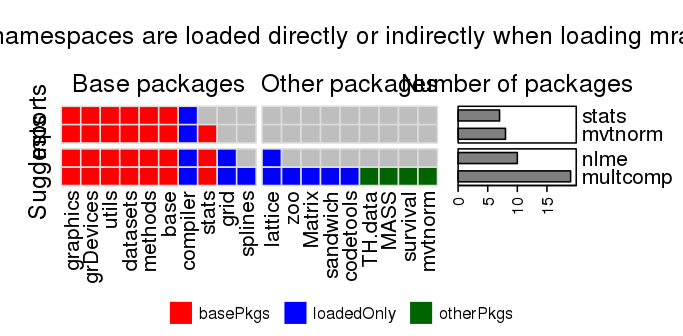 namespaces are loaded directly or indirectly when loading mra
Base packages
Other packages
Number of packages
Imports
Suggests
stats
mvtnorm
nlme
multcomp
graphics
grDevices
utils
datasets
methods
base
compiler
stats
grid
splines
lattice
zoo
Matrix
sandwich
codetools
TH.data
MASS
survival
mvtnorm
0
5
10
15
basePkgs
loadedOnly
otherPkgs